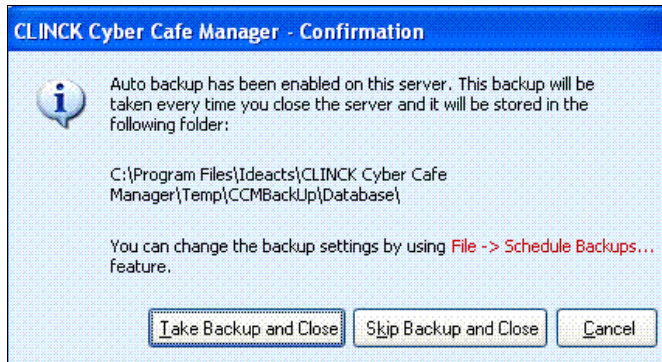 CLINCK Cyber Cafe Manager - Confirmation
Auto backup has been enabled on this server. This backup will be
taken every time you close the server and it will be stored in the
following folder:
C:\Program Files\Ideacts\CLINCK Cyber Cafe
Manager\Temp\CCMBackUp\Database\
You can change the backup settings by using File -> Schedule Backups...
feature.
Take Backup and Close
Skip Backup and Close
Cancel